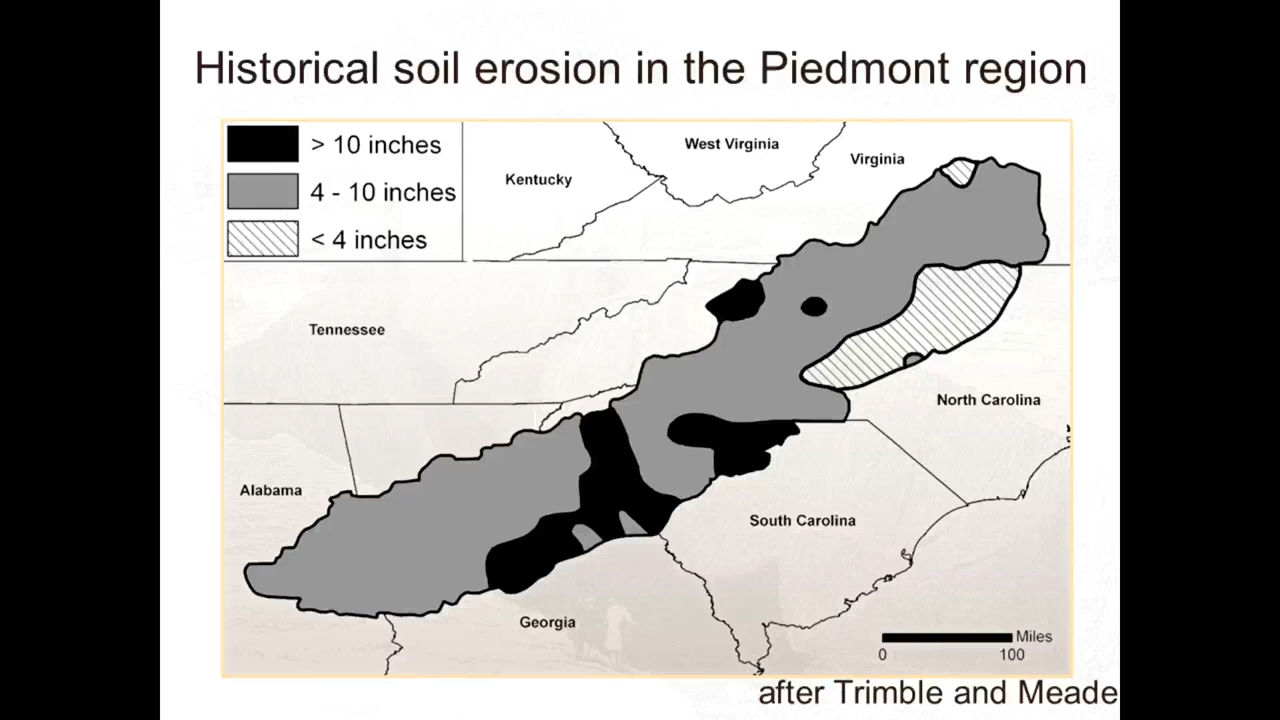 Historical soil erosion in the Piedmont region
> 10 inches
4 - 10 inches
< 4 inches
West Virginia
Virginia
Kentucky
Tennessee
North Carolina
Alabama
South Carolina
Georgia
Miles
0 100
after Trimble and Meade